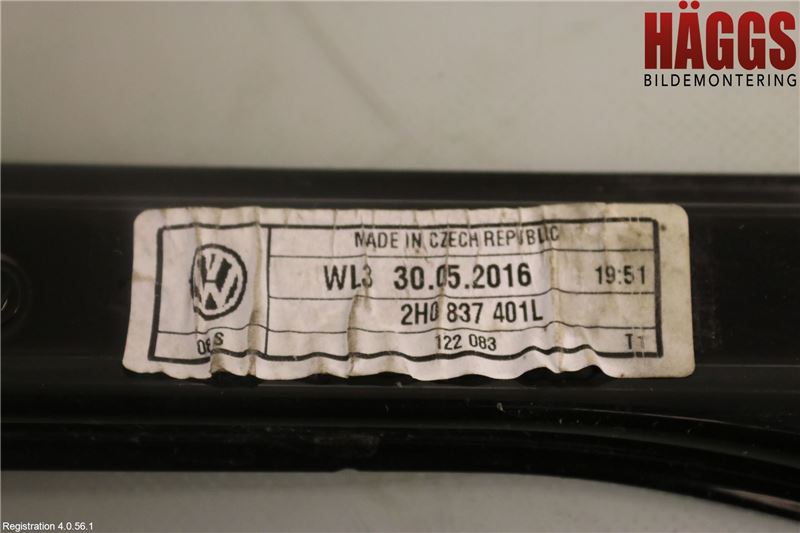 HÄGGS
BILDEMONTERING
MADE IN CZECH REPUBLIC
WL3 30.05.2016 19:51
2H0 837 401L
122 083
Registration 4.0.56.1